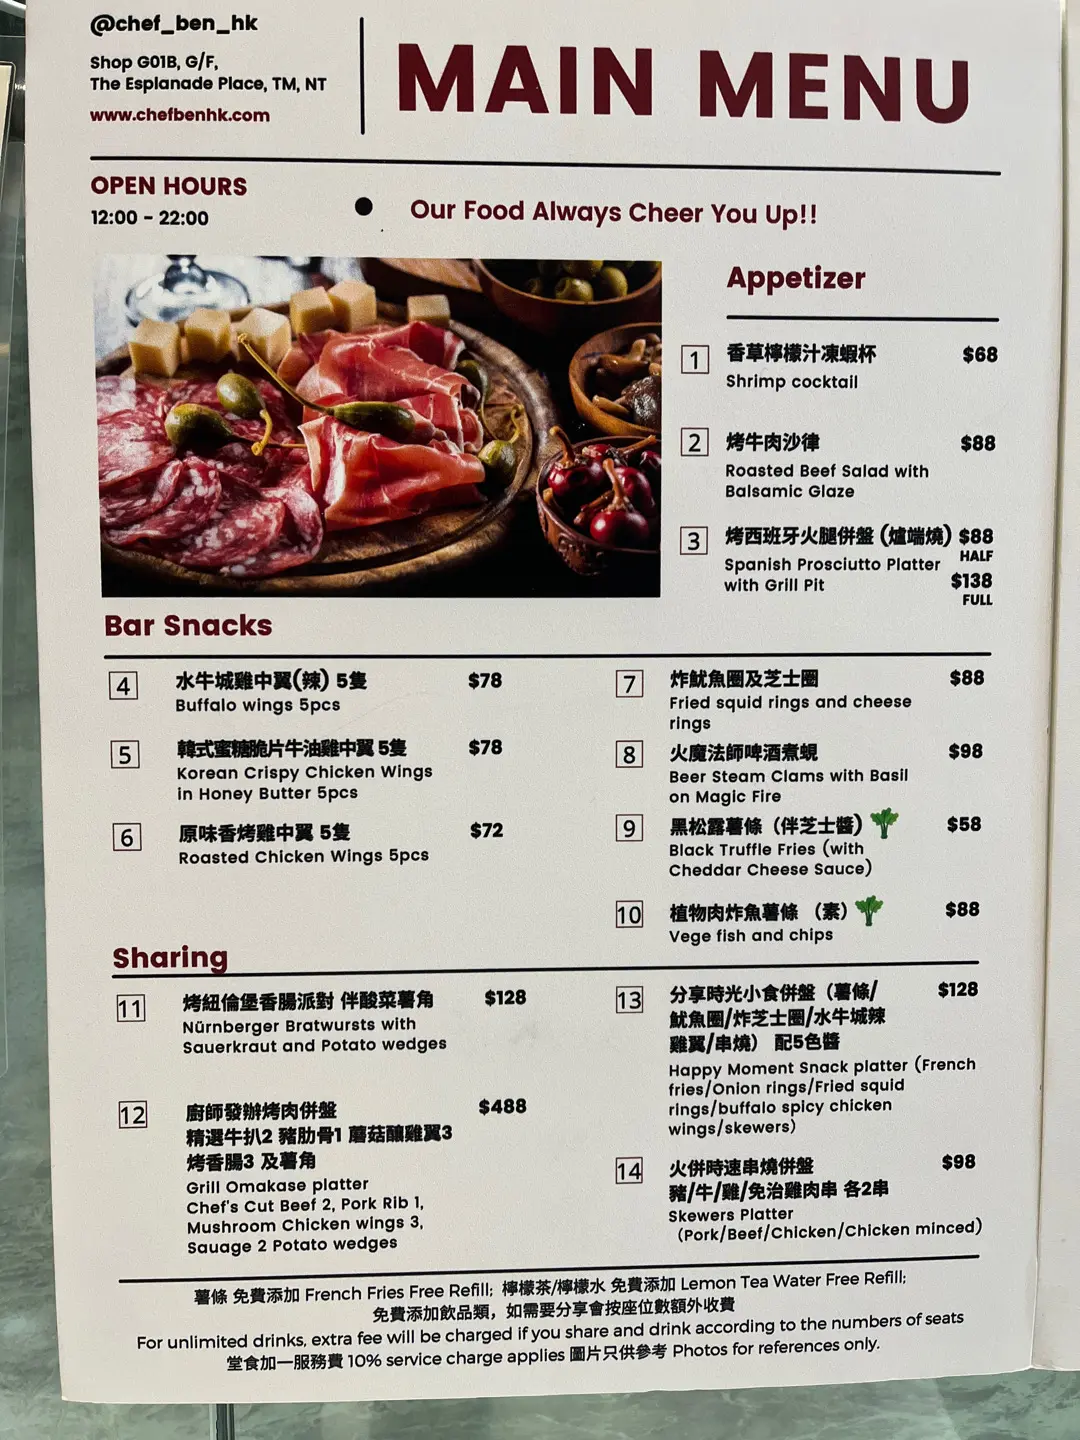 @chef_ben_hk
Shop G01B, G/F,
The Esplanade Place, TM, NT
www.chefbenhk.com
MAIN MENU
OPEN HOURS
12:00 - 22:00
Our Food Always Cheer You Up!!
Appetizer
1 香草檸檬汁凍蝦杯 $68
Shrimp cocktail
2 烤牛肉沙律 $88
Roasted Beef Salad with
Balsamic Glaze
3 烤西班牙火腿併盤 (爐端燒) $88
HALF
Spanish Prosciutto Platter
with Grill Pit
$138
FULL
Bar Snacks
4 水牛城雞中翼(辣) 5隻 $78
Buffalo wings 5pcs
5 韓式蜜糖脆片牛油雞中翼 5隻 $78
Korean Crispy Chicken Wings
in Honey Butter 5pcs
6 原味香烤雞中翼 5隻 $72
Roasted Chicken Wings 5pcs
7 炸魷魚圈及芝士圈 $88
Fried squid rings and cheese
rings
8 火魔法師啤酒煮蜆 $98
Beer Steam Clams with Basil
on Magic Fire
9 黑松露薯條（伴芝士醬） $58
Black Truffle Fries (with
Cheddar Cheese Sauce)
10 植物肉炸魚薯條 （素） $88
Vege fish and chips
Sharing
11 烤紐倫堡香腸派對 伴酸菜薯角 $128
Nürnberger Bratwursts with
Sauerkraut and Potato wedges
12 廚師發辦烤肉併盤 $488
精選牛扒2 豬肋骨1 蘑菇釀雞翼3
烤香腸3 及薯角
Grill Omakase platter
Chef's Cut Beef 2, Pork Rib 1,
Mushroom Chicken wings 3,
Sauage 2 Potato wedges
13 分享時光小食併盤（薯條/ $128
魷魚圈/炸芝士圈/水牛城辣
雞翼/串燒） 配5色醬
Happy Moment Snack platter (French
fries/Onion rings/Fried squid
rings/buffalo spicy chicken
wings/skewers)
14 火併時速串燒併盤 $98
豬/牛/雞/免治雞肉串 各2串
Skewers Platter
（Pork/Beef/Chicken/Chicken minced)
薯條 免費添加 French Fries Free Refill; 檸檬茶/檸檬水 免費添加 Lemon Tea Water Free Refill;
免費添加飲品類，如需要分享會按座位數額外收費
For unlimited drinks, extra fee will be charged if you share and drink according to the numbers of seats
堂食加一服務費 10% service charge applies 圖片只供參考 Photos for references only.